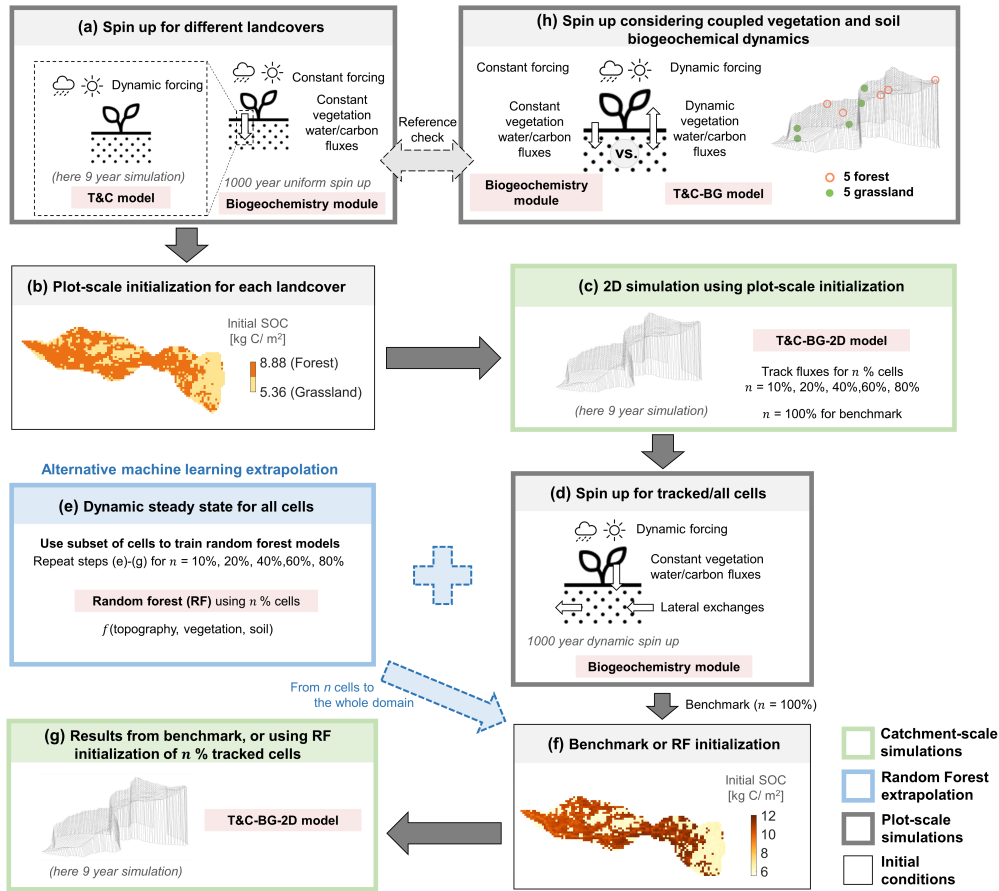 (a) Spin up for different landcovers
Dynamic forcing
(here 9 year simulation)
T&C model
Constant forcing
Constant
vegetation
water/carbon
fluxes
1000 year uniform spin up
Biogeochemistry module
Reference
check
(h) Spin up considering coupled vegetation and soil
biogeochemical dynamics
Constant forcing
Dynamic forcing
Constant
vegetation
water/carbon
fluxes
vs.
Dynamic
vegetation
water/carbon
fluxes
Biogeochemistry
module
T&C-BG model
5 forest
5 grassland
(b) Plot-scale initialization for each landcover
Initial SOC
[kg C/ m²]
8.88 (Forest)
5.36 (Grassland)
(c) 2D simulation using plot-scale initialization
T&C-BG-2D model
Track fluxes for n % cells
n = 10%, 20%, 40%,60%, 80%
n = 100% for benchmark
(here 9 year simulation)
Alternative machine learning extrapolation
(e) Dynamic steady state for all cells
Use subset of cells to train random forest models
Repeat steps (e)-(g) for n = 10%, 20%, 40%,60%, 80%
Random forest (RF) using n % cells
f(topography, vegetation, soil)
(d) Spin up for tracked/all cells
Dynamic forcing
Constant vegetation
water/carbon fluxes
Lateral exchanges
1000 year dynamic spin up
Biogeochemistry module
From n cells to
the whole domain
Benchmark (n = 100%)
(g) Results from benchmark, or using RF
initialization of n % tracked cells
T&C-BG-2D model
(here 9 year simulation)
(f) Benchmark or RF initialization
Initial SOC
[kg C/ m²]
12
10
8
6
Catchment-scale
simulations
Random Forest
extrapolation
Plot-scale
simulations
Initial
conditions